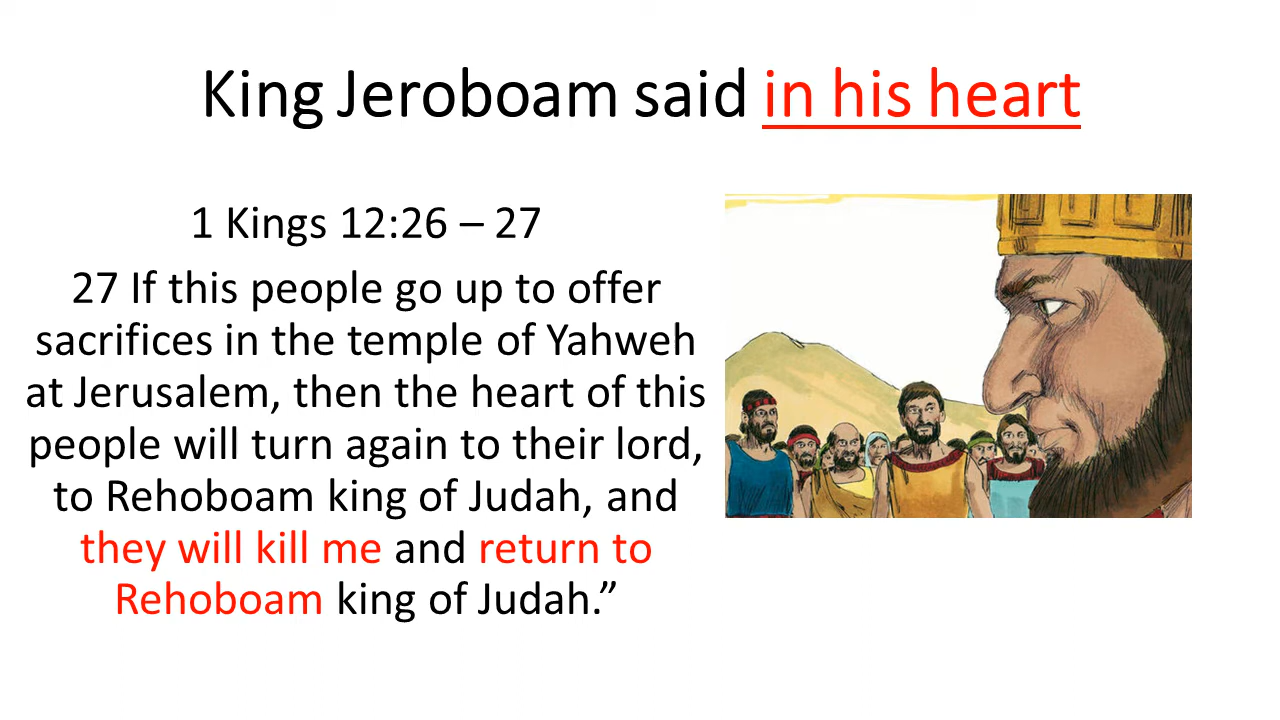 King Jeroboam said in his heart
1 Kings 12:26 – 27
27 If this people go up to offer
sacrifices in the temple of Yahweh
at Jerusalem, then the heart of this
people will turn again to their lord,
to Rehoboam king of Judah, and
they will kill me and return to
Rehoboam king of Judah.”